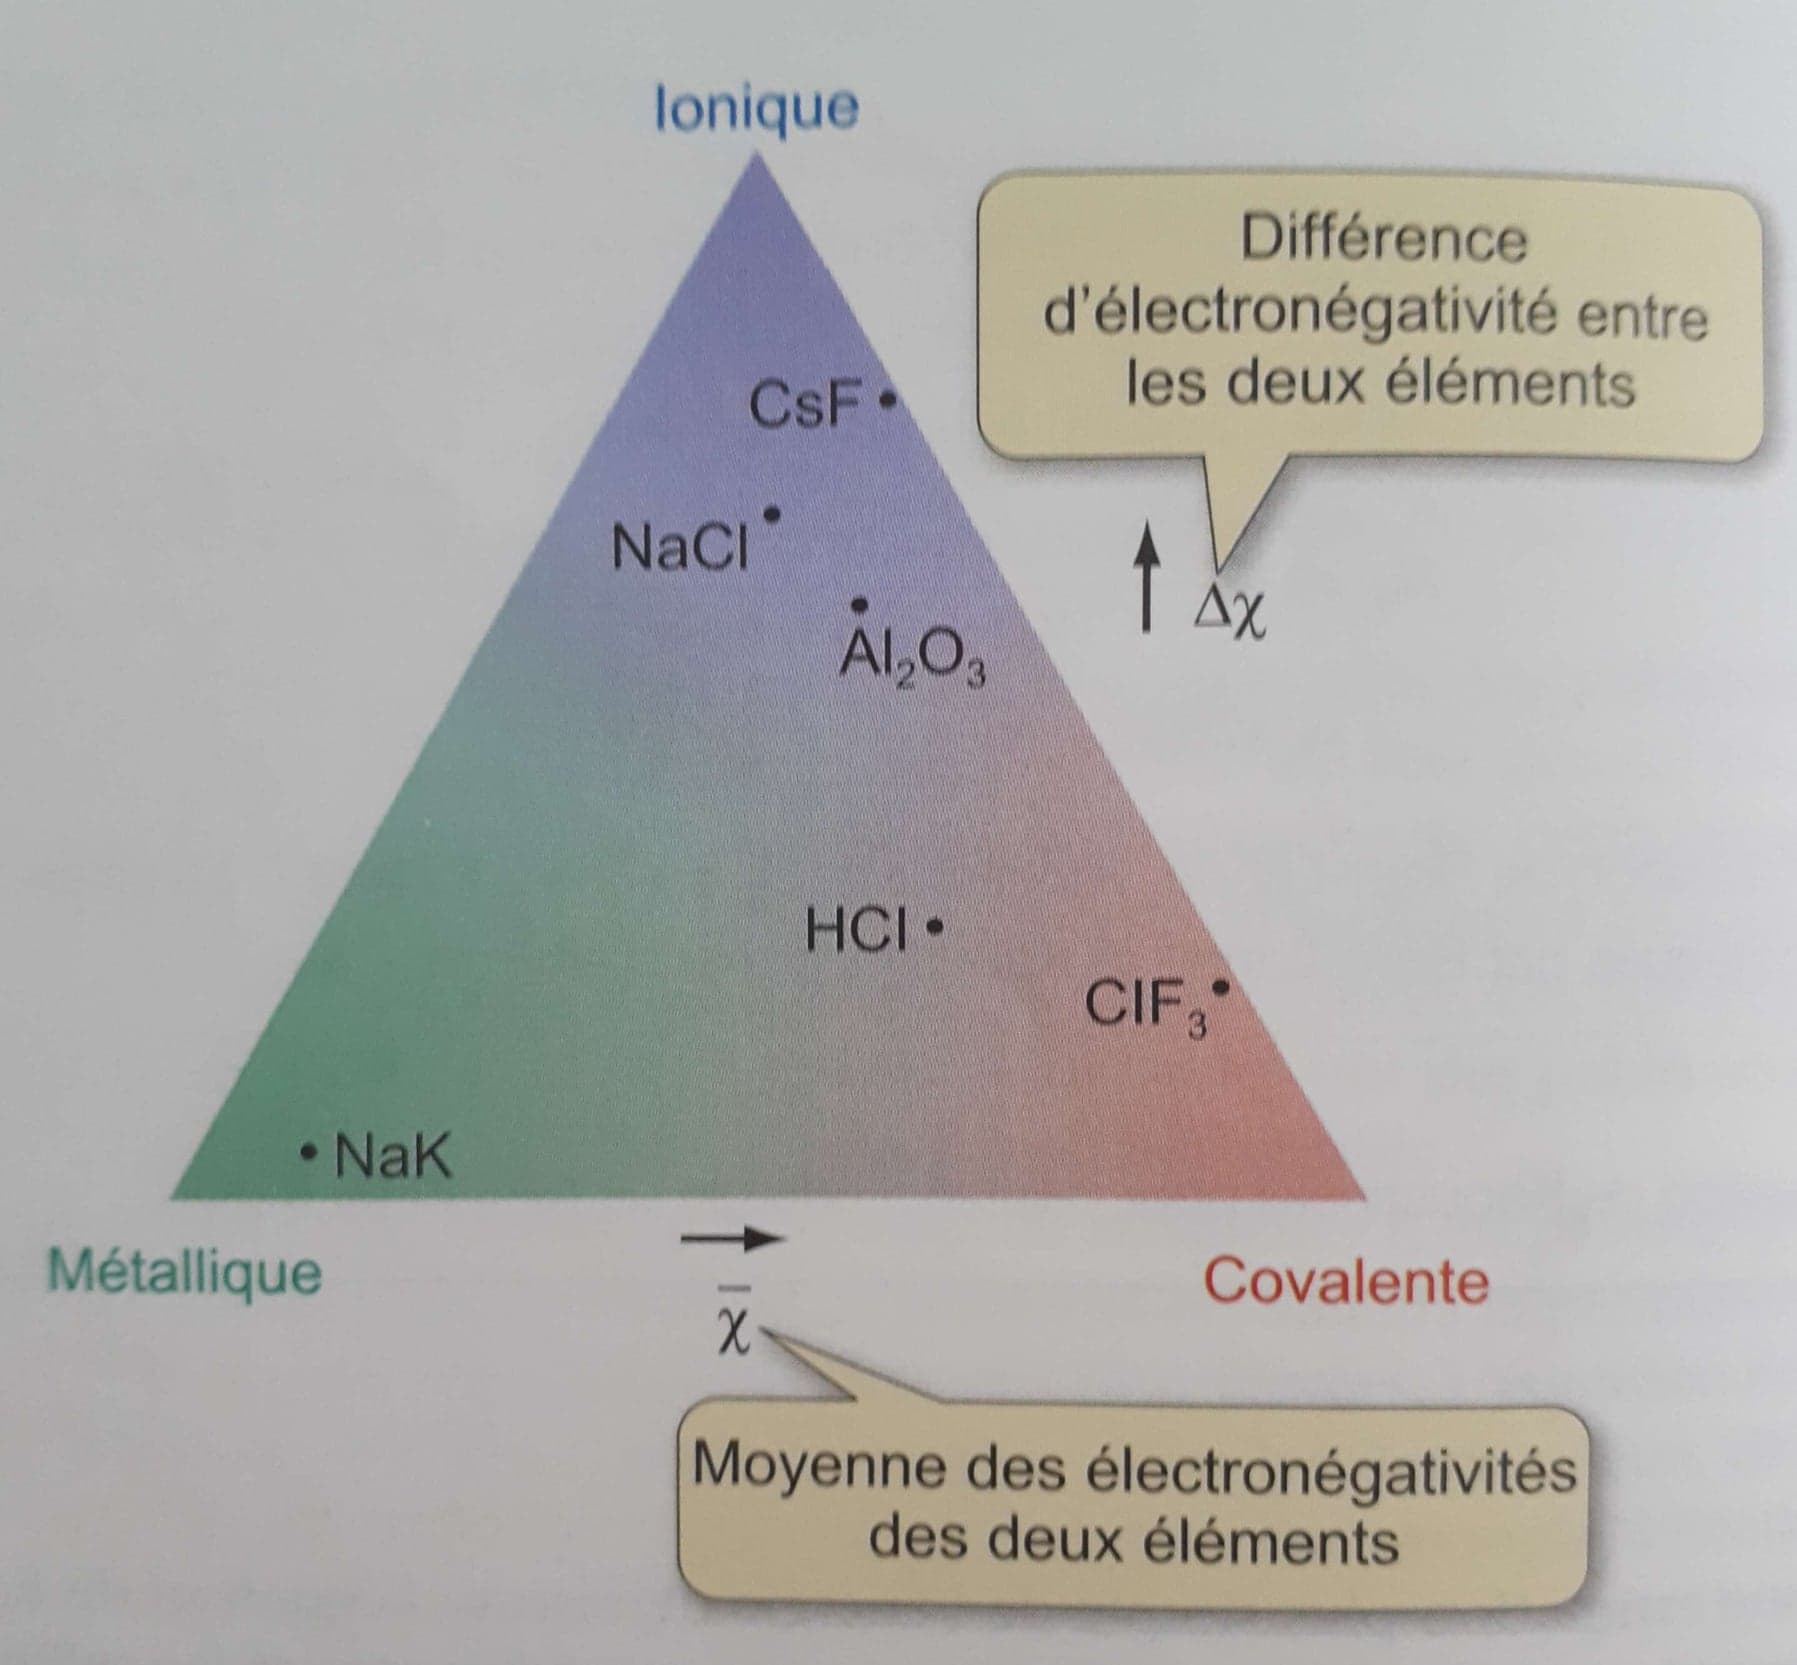 Ionique
Différence
d'électronégativité entre
les deux éléments
CsF
NaCl
Δχ
Al₂O₃
HCl
ClF₃
NaK
Métallique
Covalente
χ̄
Moyenne des électronégativités
des deux éléments